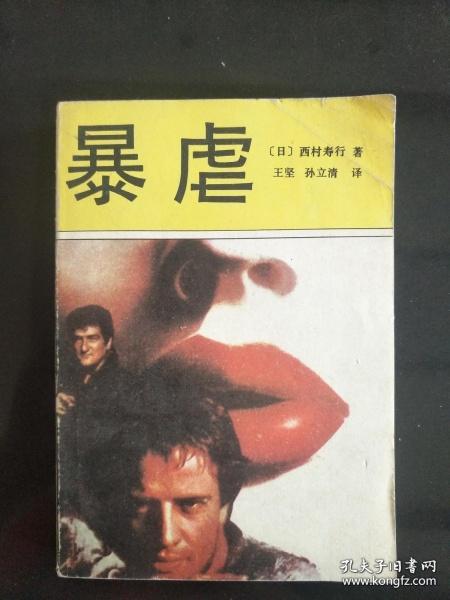 暴虐
〔日〕西村寿行 著
王坚 孙立清 译
孔夫子旧书网
www.kongfz.com